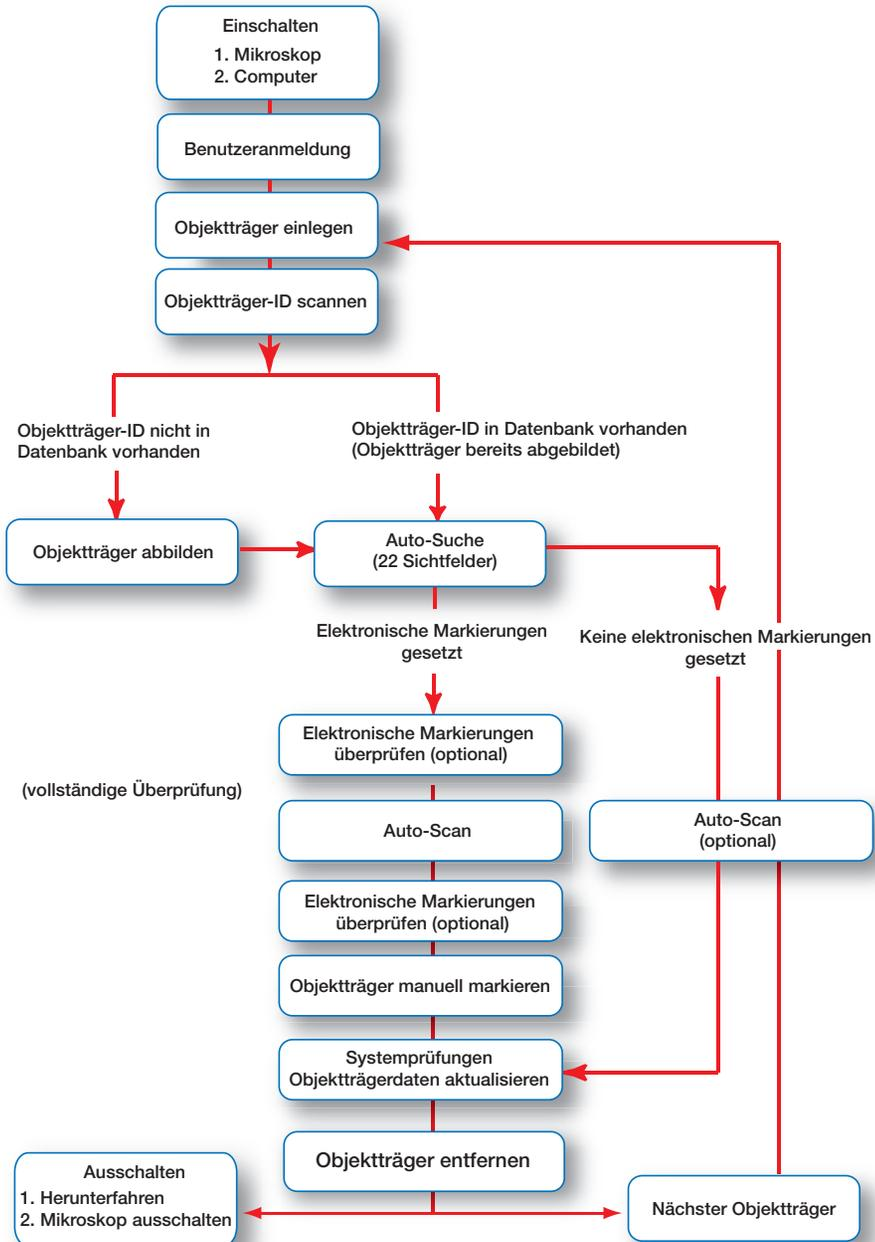 Einschalten
1. Mikroskop
2. Computer
Benutzeranmeldung
Objektträger einlegen
Objektträger-ID scannen
Objektträger-ID nicht in
Datenbank vorhanden
Objektträger-ID in Datenbank vorhanden
(Objektträger bereits abgebildet)
Objektträger abbilden
Auto-Suche
(22 Sichtfelder)
Elektronische Markierungen
gesetzt
Keine elektronischen Markierungen
gesetzt
Elektronische Markierungen
überprüfen (optional)
(vollständige Überprüfung)
Auto-Scan
Auto-Scan
(optional)
Elektronische Markierungen
überprüfen (optional)
Objektträger manuell markieren
Systemprüfungen
Objektträgerdaten aktualisieren
Objektträger entfernen
Ausschalten
1. Herunterfahren
2. Mikroskop ausschalten
Nächster Objektträger